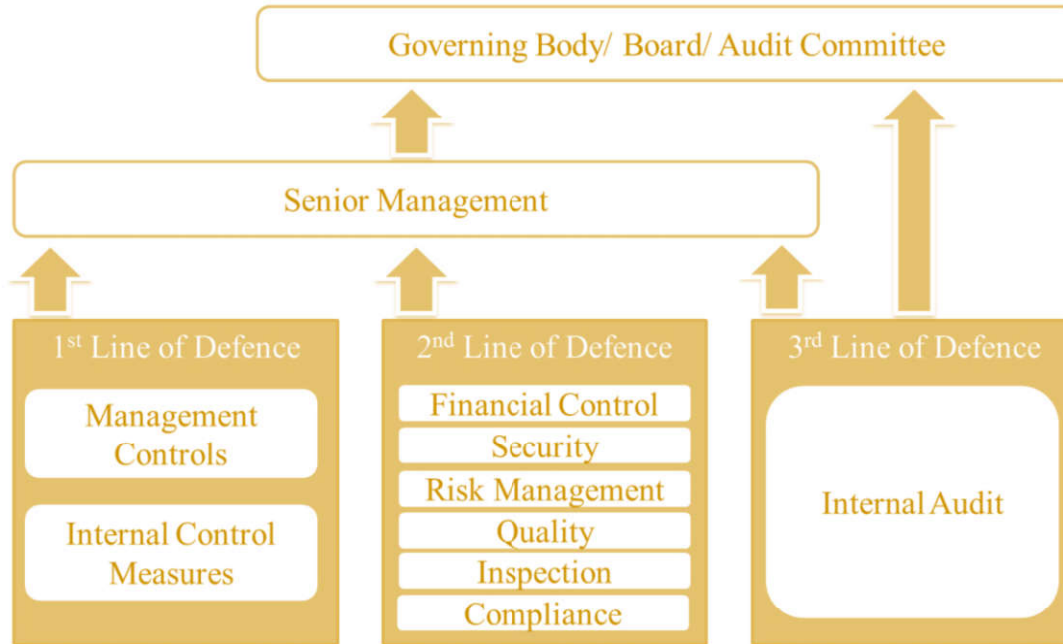 Governing Body/ Board/ Audit Committee
Senior Management
1st Line of Defence
Management
Controls
Internal Control
Measures
2nd Line of Defence
Financial Control
Security
Risk Management
Quality
Inspection
Compliance
3rd Line of Defence
Internal Audit